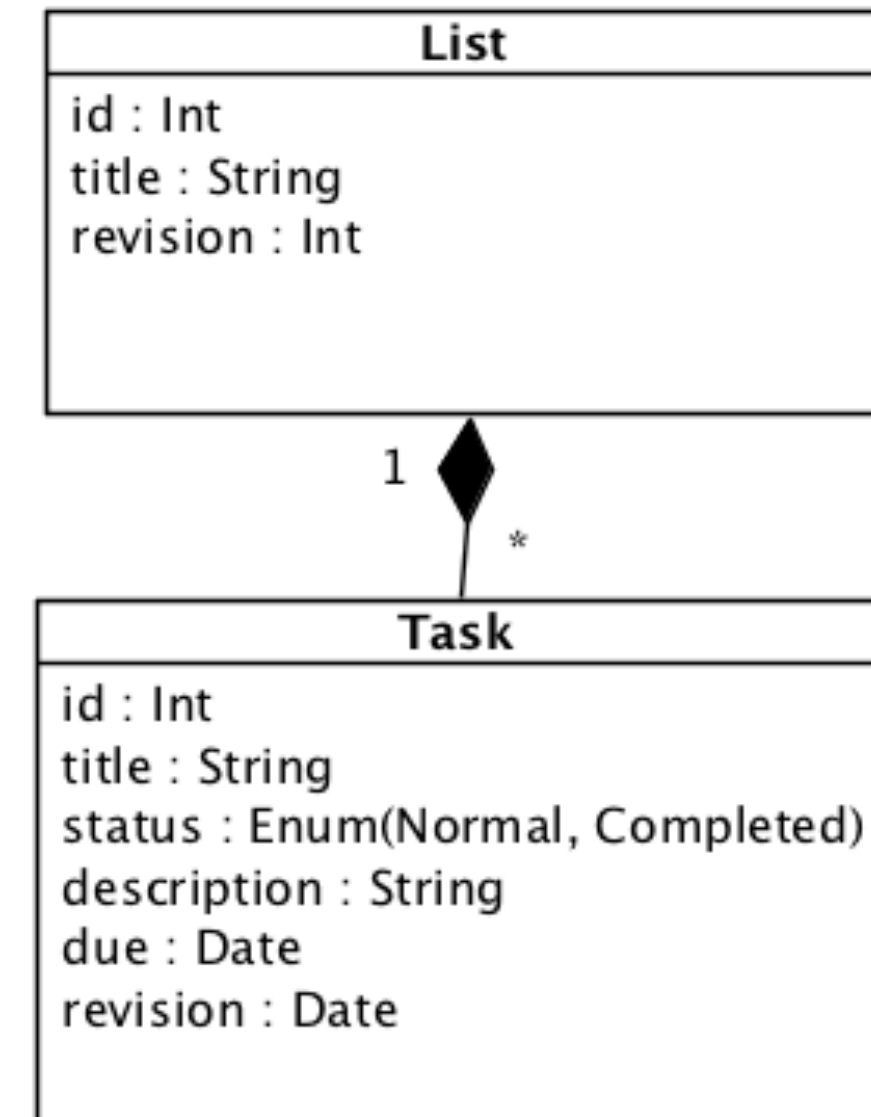 List
id : Int
title : String
revision : Int
1
*
Task
id : Int
title : String
status : Enum(Normal, Completed)
description : String
due : Date
revision : Date